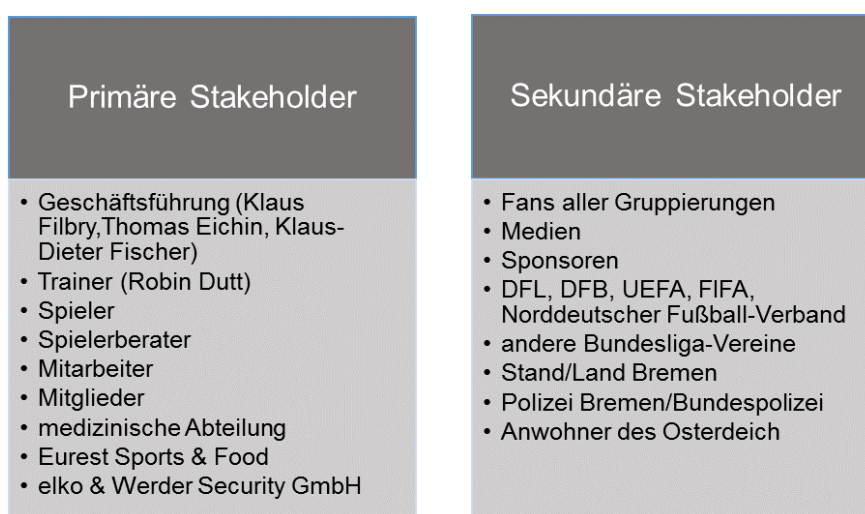 Primäre Stakeholder
• Geschäftsführung (Klaus
Filbry,Thomas Eichin, Klaus-
Dieter Fischer)
• Trainer (Robin Dutt)
• Spieler
• Spielerberater
• Mitarbeiter
• Mitglieder
• medizinische Abteilung
• Eurest Sports & Food
• elko & Werder Security GmbH
Sekundäre Stakeholder
• Fans aller Gruppierungen
• Medien
• Sponsoren
• DFL, DFB, UEFA, FIFA,
Norddeutscher Fußball-Verband
• andere Bundesliga-Vereine
• Stand/Land Bremen
• Polizei Bremen/Bundespolizei
• Anwohner des Osterdeich